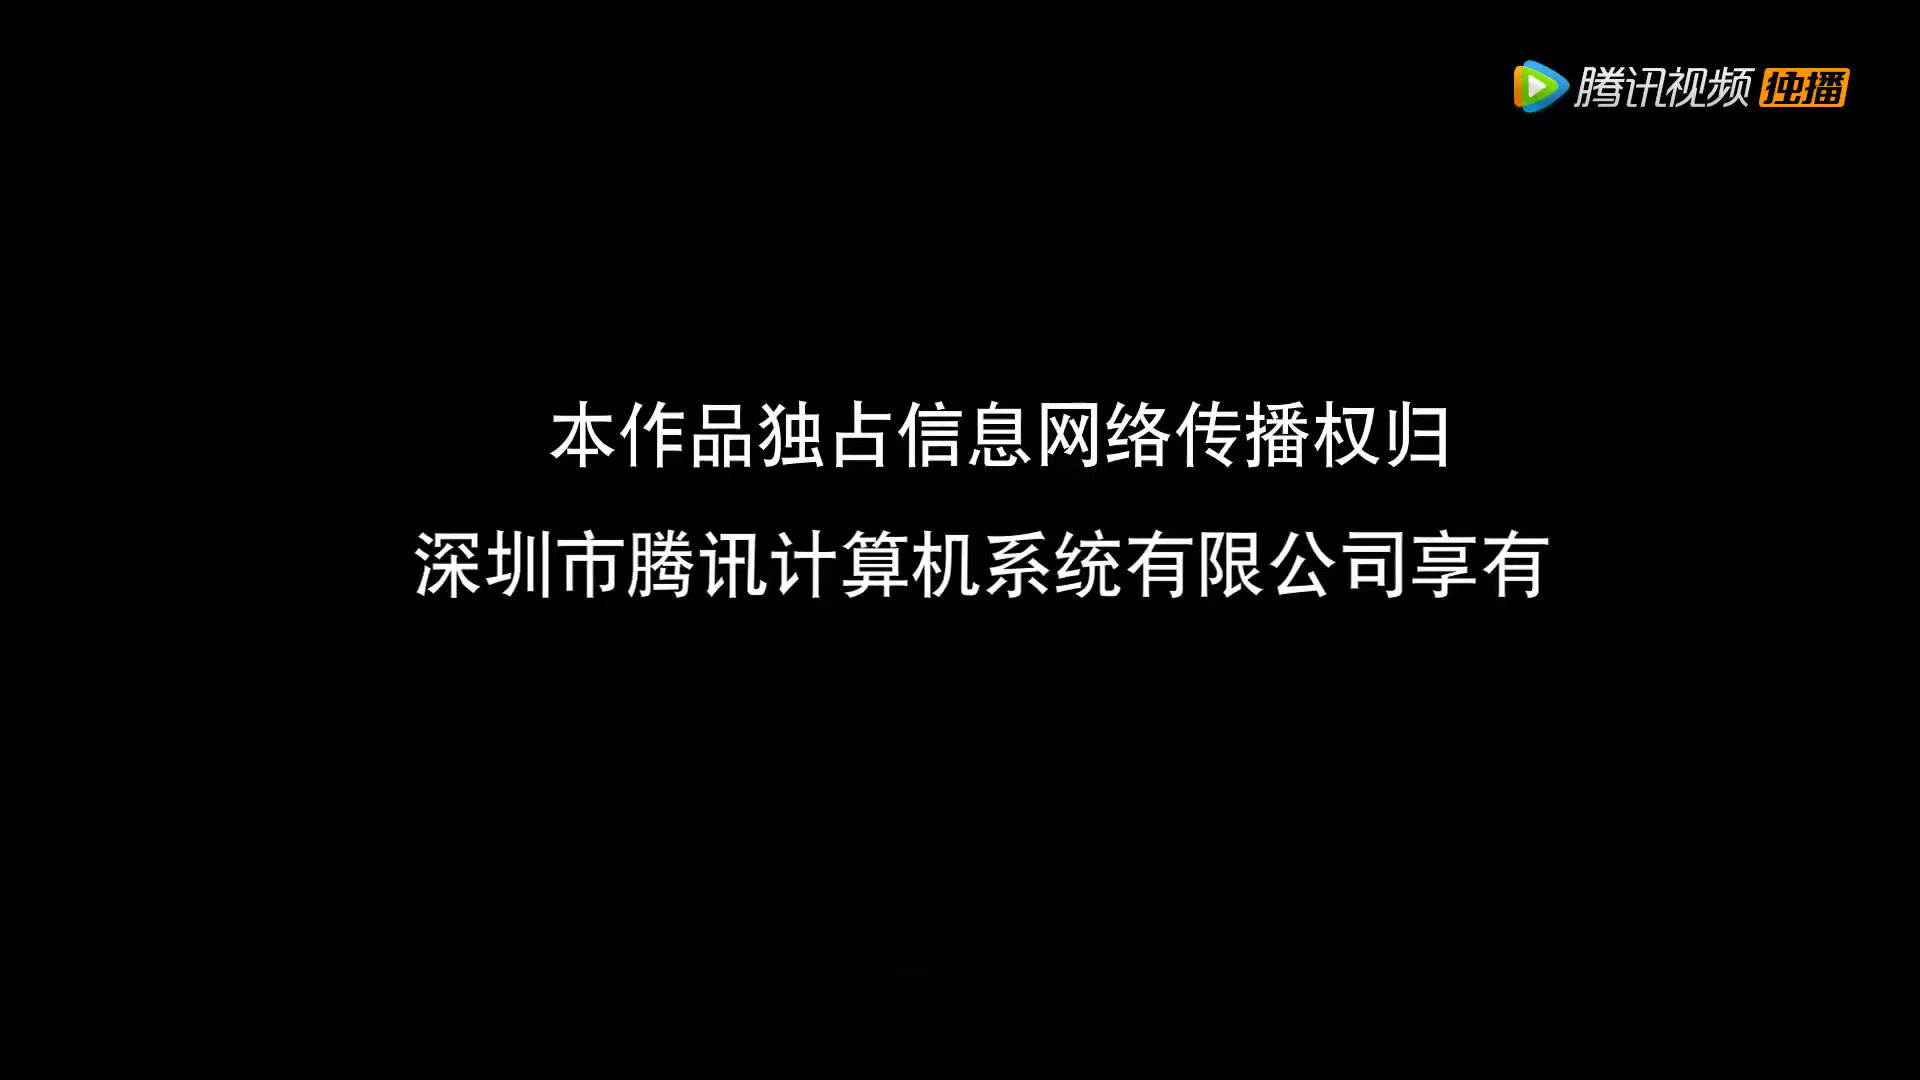 腾讯视频 独播
本作品独占信息网络传播权归
深圳市腾讯计算机系统有限公司享有